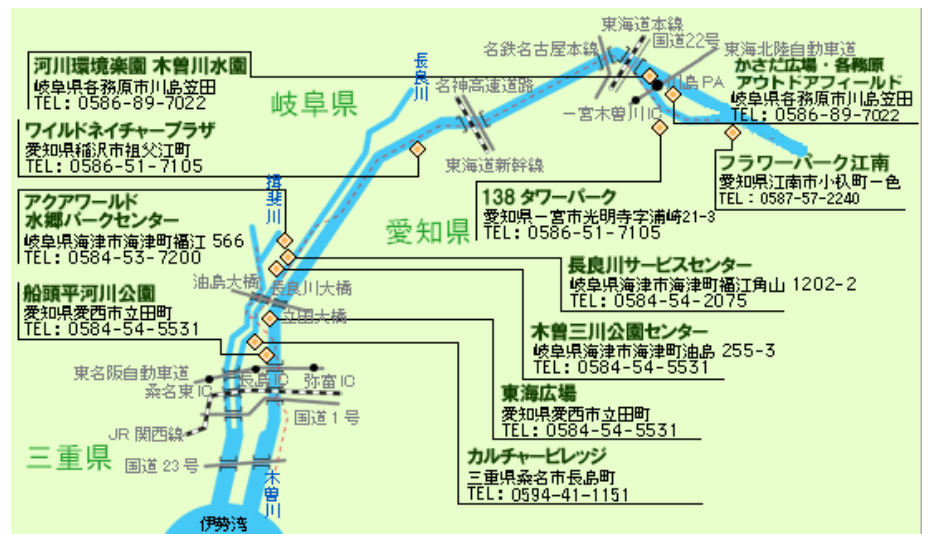 東海道本線
名鉄名古屋本線
国道22号
東海北陸自動車道
河川環境楽園 木曽川水園
岐阜県各務原市川島笠田
TEL: 0586-89-7022
長良川
岐阜県
名神高速道路
川島PA
一宮木曽川IC
かさだ広場・各務原
アウトドアフィールド
岐阜県各務原市川島笠田
TEL: 0586-89-7022
ワイルドネイチャープラザ
愛知県稲沢市祖父江町
TEL: 0586-51-7105
東海道新幹線
フラワーパーク江南
愛知県江南市小杁町一色
TEL: 0587-57-2240
アクアワールド
水郷パークセンター
岐阜県海津市海津町福江 566
TEL: 0584-53-7200
揖斐川
愛知県
138 タワーパーク
愛知県一宮市光明寺字浦崎21-3
TEL: 0586-51-7105
長良川サービスセンター
岐阜県海津市海津町福江角山 1202-2
TEL: 0584-54-2075
油島大橋
長良川大橋
立田大橋
船頭平河川公園
愛知県愛西市立田町
TEL: 0584-54-5531
木曽三川公園センター
岐阜県海津市海津町油島 255-3
TEL: 0584-54-5531
東名阪自動車道
桑名東IC
長島IC
弥富IC
東海広場
愛知県愛西市立田町
TEL: 0584-54-5531
国道1号
JR関西線
三重県
国道23号
木曽川
カルチャービレッジ
三重県桑名市長島町
TEL: 0594-41-1151
伊勢湾